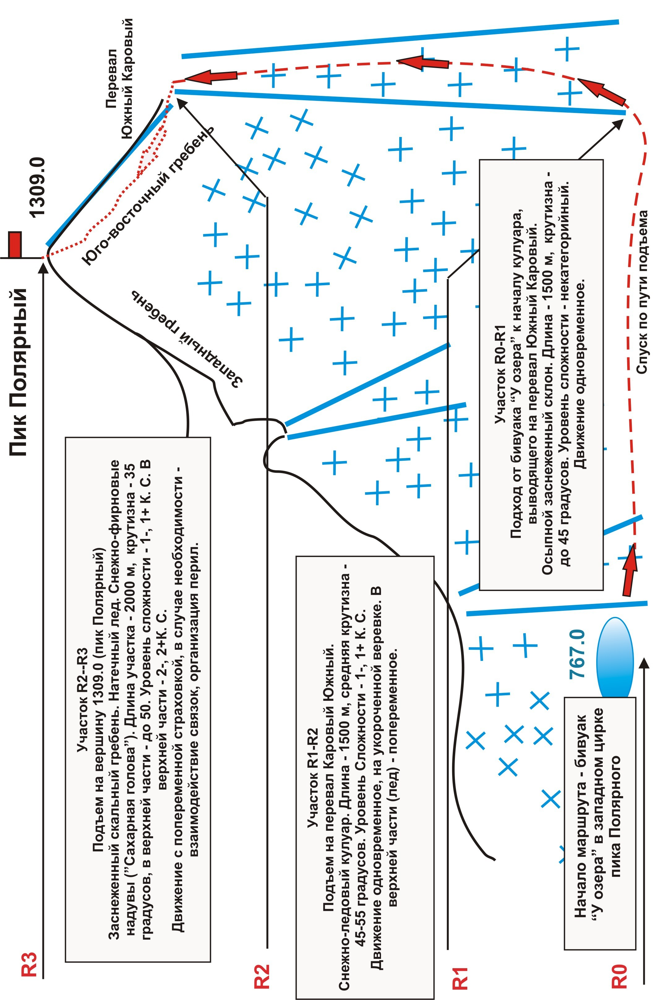 Пик Полярный
1309.0
Перевал
Южный Каровый
R3
Участок R2--R3
Подъем на вершину 1309.0 (пик Полярный)
Заснеженный скальный гребень. Натечный лед. Снежно-фирновые
надувы (”Сахарная голова”). Длина участка - 2000 м, крутизна - 35
градусов, в верхней части - до 50. Уровень сложности - 1-, 1+ К. С. В
верхней части - 2-, 2+К. С.
Движение с попеременной страховкой, в случае необходимости -
взаимодействие связок, организация перил.
Западный гребень
Юго-восточный гребень
R2
Участок R1-R2
Подъем на перевал Каровый Южный.
Снежно-ледовый кулуар. Длина - 1500 м, средняя крутизна -
45-55 градусов. Уровень Сложности - 1-, 1+ К. С.
Движение одновременное, на укороченной веревке. В
верхней части (лед) - попеременное.
R1
Участок R0-R1
Подход от бивуака “У озера” к началу кулуара,
выводящего на перевал Южный Каровый.
Осыпной заснеженный склон. Длина - 1500 м, крутизна -
до 45 градусов. Уровень сложности - некатегорийный.
Движение одновременное.
767.0
Начало маршрута - бивуак
“У озера” в западном цирке
пика Полярного
R0
Спуск по пути подъема